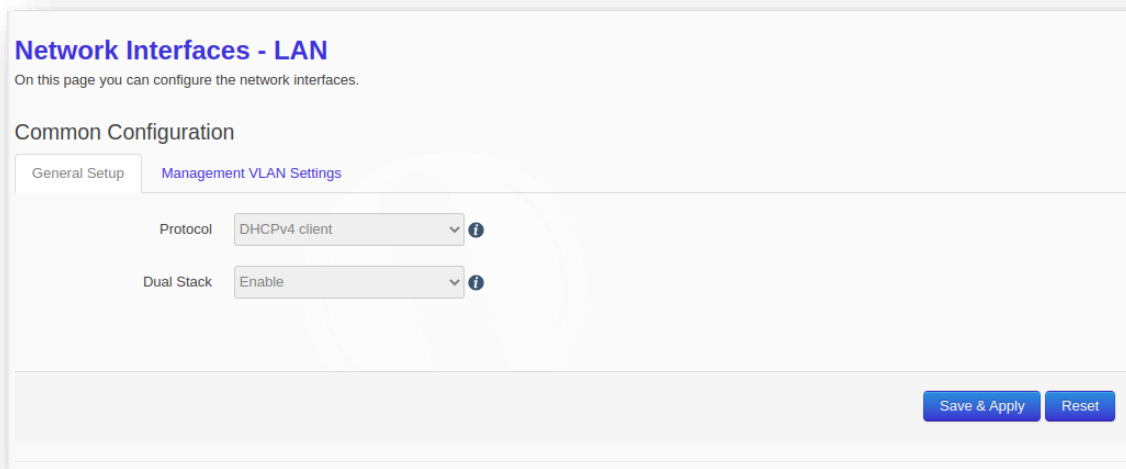 Network Interfaces - LAN
On this page you can configure the network interfaces.
Common Configuration
General Setup Management VLAN Settings
Protocol DHCPv4 client
Dual Stack Enable
Save & Apply Reset